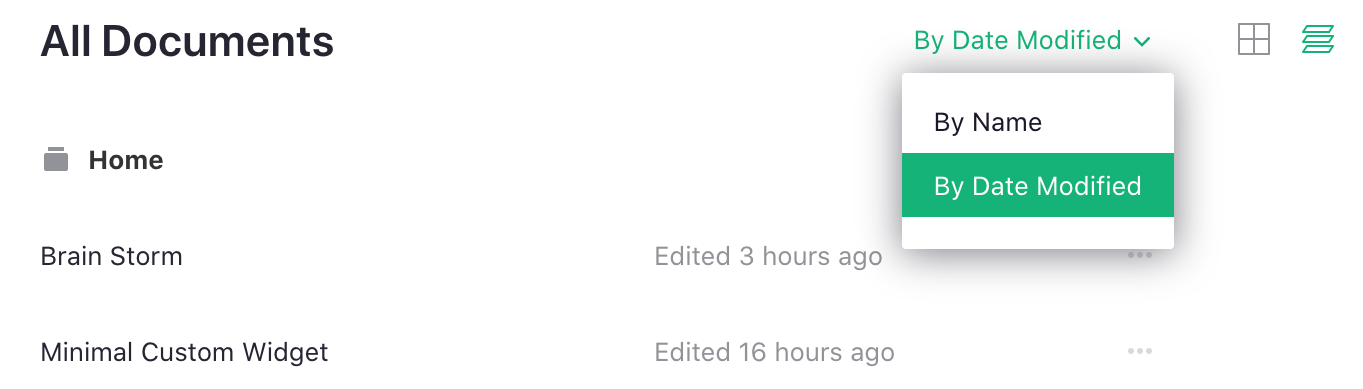 All Documents
By Date Modified
By Name
Home
By Date Modified
Brain Storm
Edited 3 hours ago
Minimal Custom Widget
Edited 16 hours ago